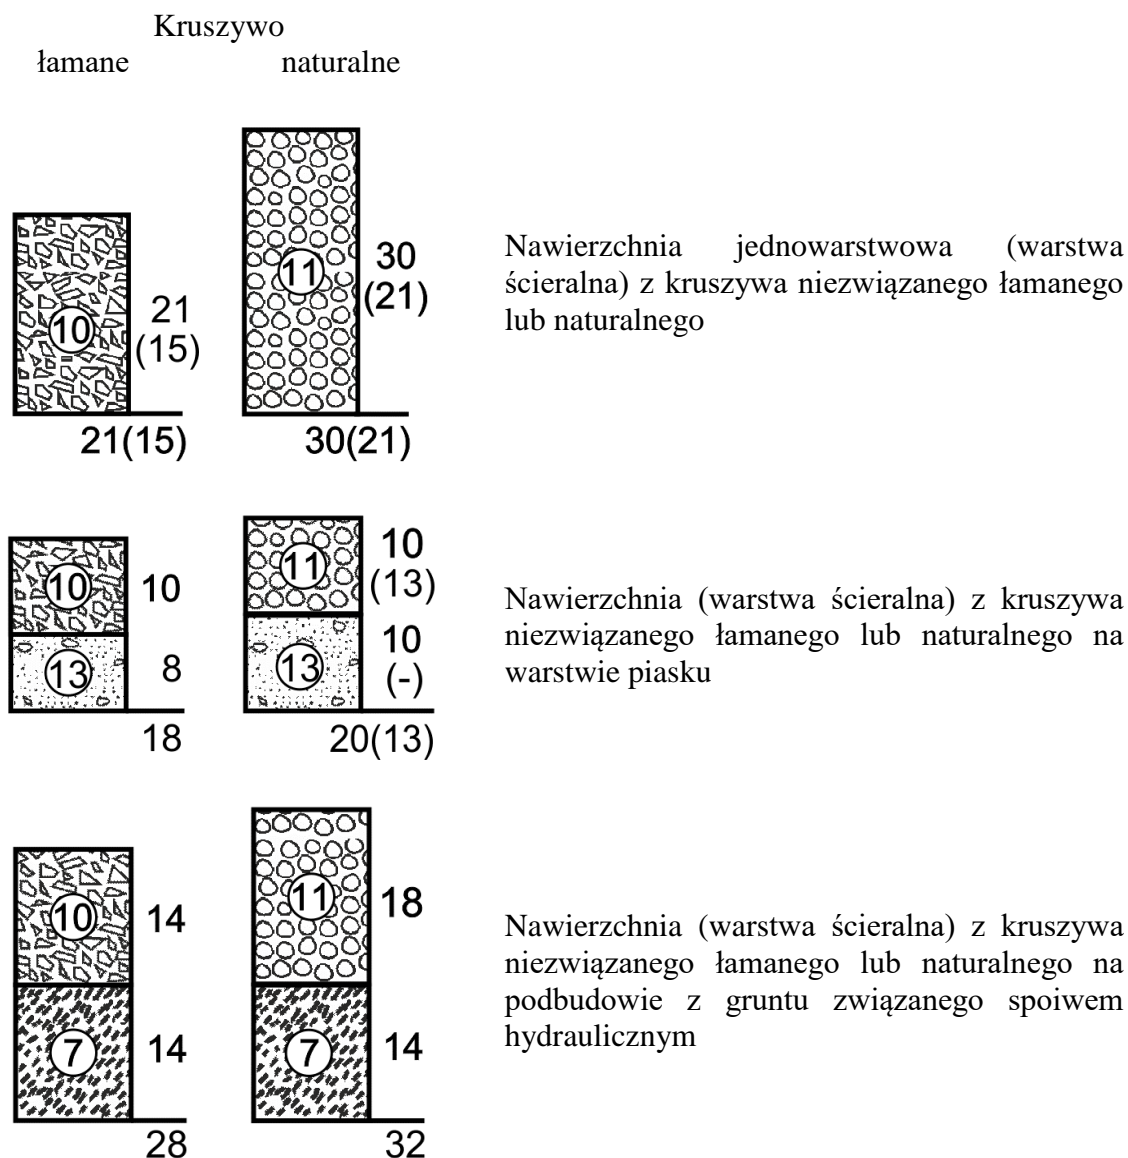 Kruszywo
łamane naturalne
10
21
(15)
21(15)
11
30
(21)
30(21)
Nawierzchnia jednowarstwowa (warstwa
ścieralna) z kruszywa niezwiązanego łamanego
lub naturalnego
10
10
13
8
18
11
10
(13)
13
10
(-)
20(13)
Nawierzchnia (warstwa ścieralna) z kruszywa
niezwiązanego łamanego lub naturalnego na
warstwie piasku
10
14
7
14
28
11
18
7
14
32
Nawierzchnia (warstwa ścieralna) z kruszywa
niezwiązanego łamanego lub naturalnego na
podbudowie z gruntu związanego spoiwem
hydraulicznym